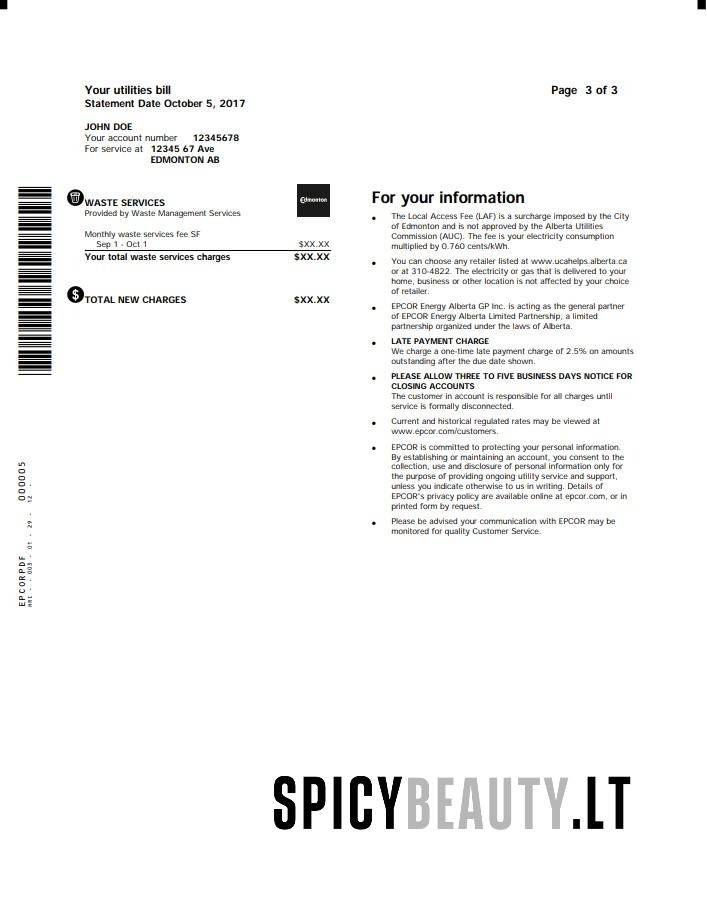 Your utilities bill
Statement Date October 5, 2017
Page 3 of 3
JOHN DOE
Your account number 12345678
For service at 12345 67 Ave
EDMONTON AB
WASTE SERVICES
Provided by Waste Management Services
Edmonton
Monthly waste services fee SF
Sep 1 - Oct 1 $XX.XX
Your total waste services charges $XX.XX
$
TOTAL NEW CHARGES $XX.XX
For your information
• The Local Access Fee (LAF) is a surcharge imposed by the City
of Edmonton and is not approved by the Alberta Utilities
Commission (AUC). The fee is your electricity consumption
multiplied by 0.760 cents/kWh.
• You can choose any retailer listed at www.ucahelps.alberta.ca
or at 310-4822. The electricity or gas that is delivered to your
home, business or other location is not affected by your choice
of retailer.
• EPCOR Energy Alberta GP Inc. is acting as the general partner
of EPCOR Energy Alberta Limited Partnership, a limited
partnership organized under the laws of Alberta.
• LATE PAYMENT CHARGE
We charge a one-time late payment charge of 2.5% on amounts
outstanding after the due date shown.
• PLEASE ALLOW THREE TO FIVE BUSINESS DAYS NOTICE FOR
CLOSING ACCOUNTS
The customer in account is responsible for all charges until
service is formally disconnected.
• Current and historical regulated rates may be viewed at
www.epcor.com/customers.
• EPCOR is committed to protecting your personal information.
By establishing or maintaining an account, you consent to the
collection, use and disclosure of personal information only for
the purpose of providing ongoing utility service and support,
unless you indicate otherwise to us in writing. Details of
EPCOR's privacy policy are available online at epcor.com, or in
printed form by request.
• Please be advised your communication with EPCOR may be
monitored for quality Customer Service.
EPCORPDF 000005
HRI - - 003 - 01 - 29 - 12 -
SPICYBEAUTY.LT